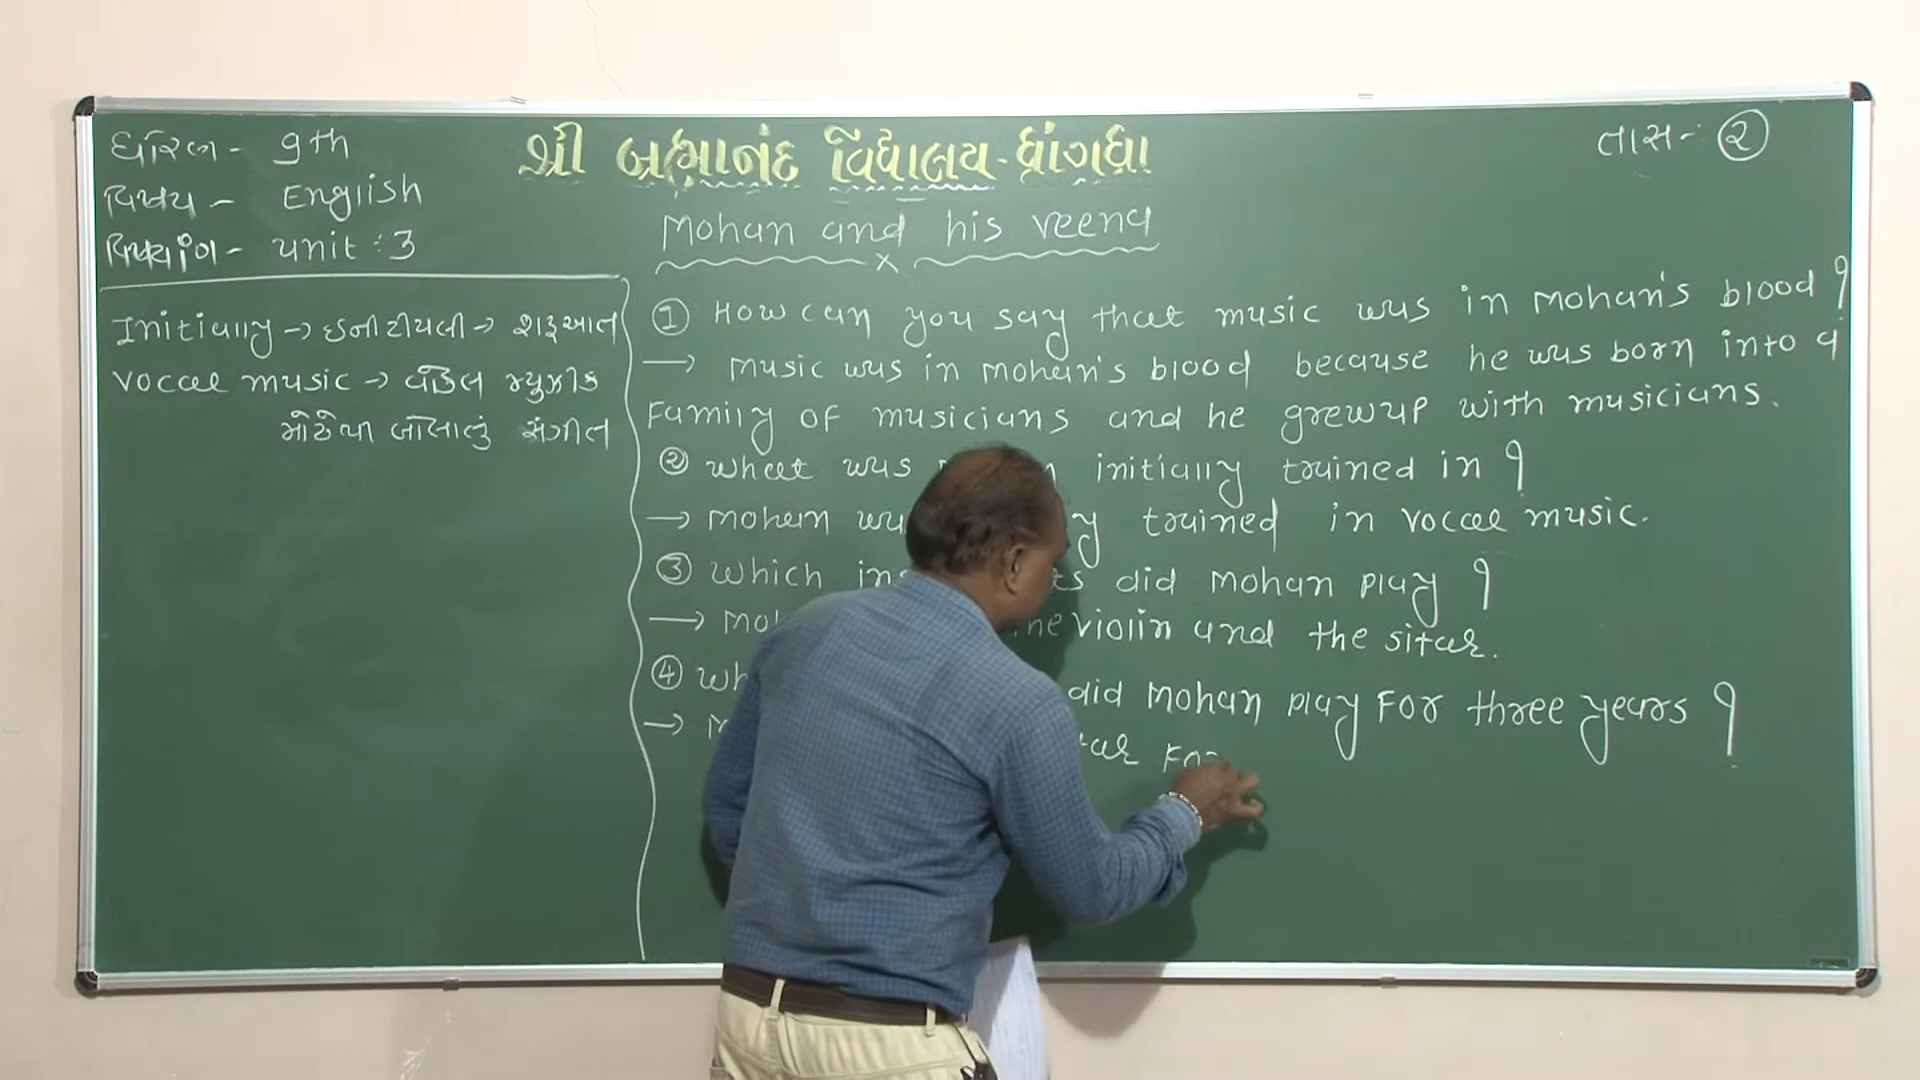 ધોરણ - 9th
વિષય - English
વિષયાંગ - unit : 3
શ્રી બ્રહ્માનંદ વિદ્યાલય - ધ્રાંગધ્રા
તાસ - ૨
Mohan and his veena
Initially → ઇનીટીયલી → શરૂઆત
vocal music → વોકલ મ્યુઝીક
મોઢેથી બોલાતું સંગીત
① How can you say that music was in Mohan's blood ?
→ music was in mohan's blood because he was born into a
Family of musicians and he grewup with musicians.
② what was initially trained in ?
→ mohan trained in vocal music.
③ which did Mohan play ?
→ violin and the sitar.
④ did Mohan play For three years ?
→ For